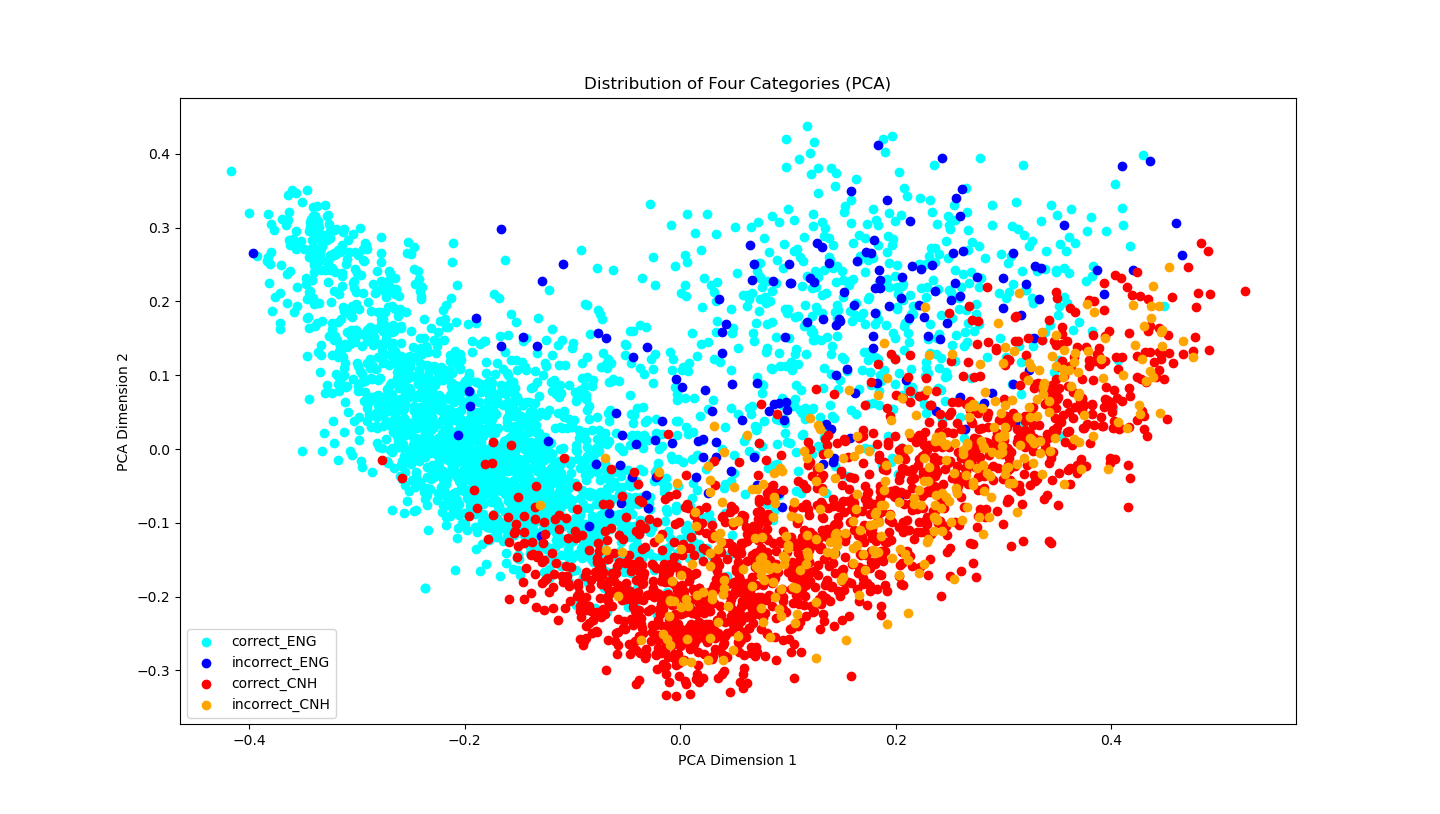 Distribution of Four Categories (PCA)
PCA Dimension 2
0.4
0.3
0.2
0.1
0.0
−0.1
−0.2
−0.3
correct_ENG
incorrect_ENG
correct_CNH
incorrect_CNH
−0.4 −0.2 0.0 0.2 0.4
PCA Dimension 1